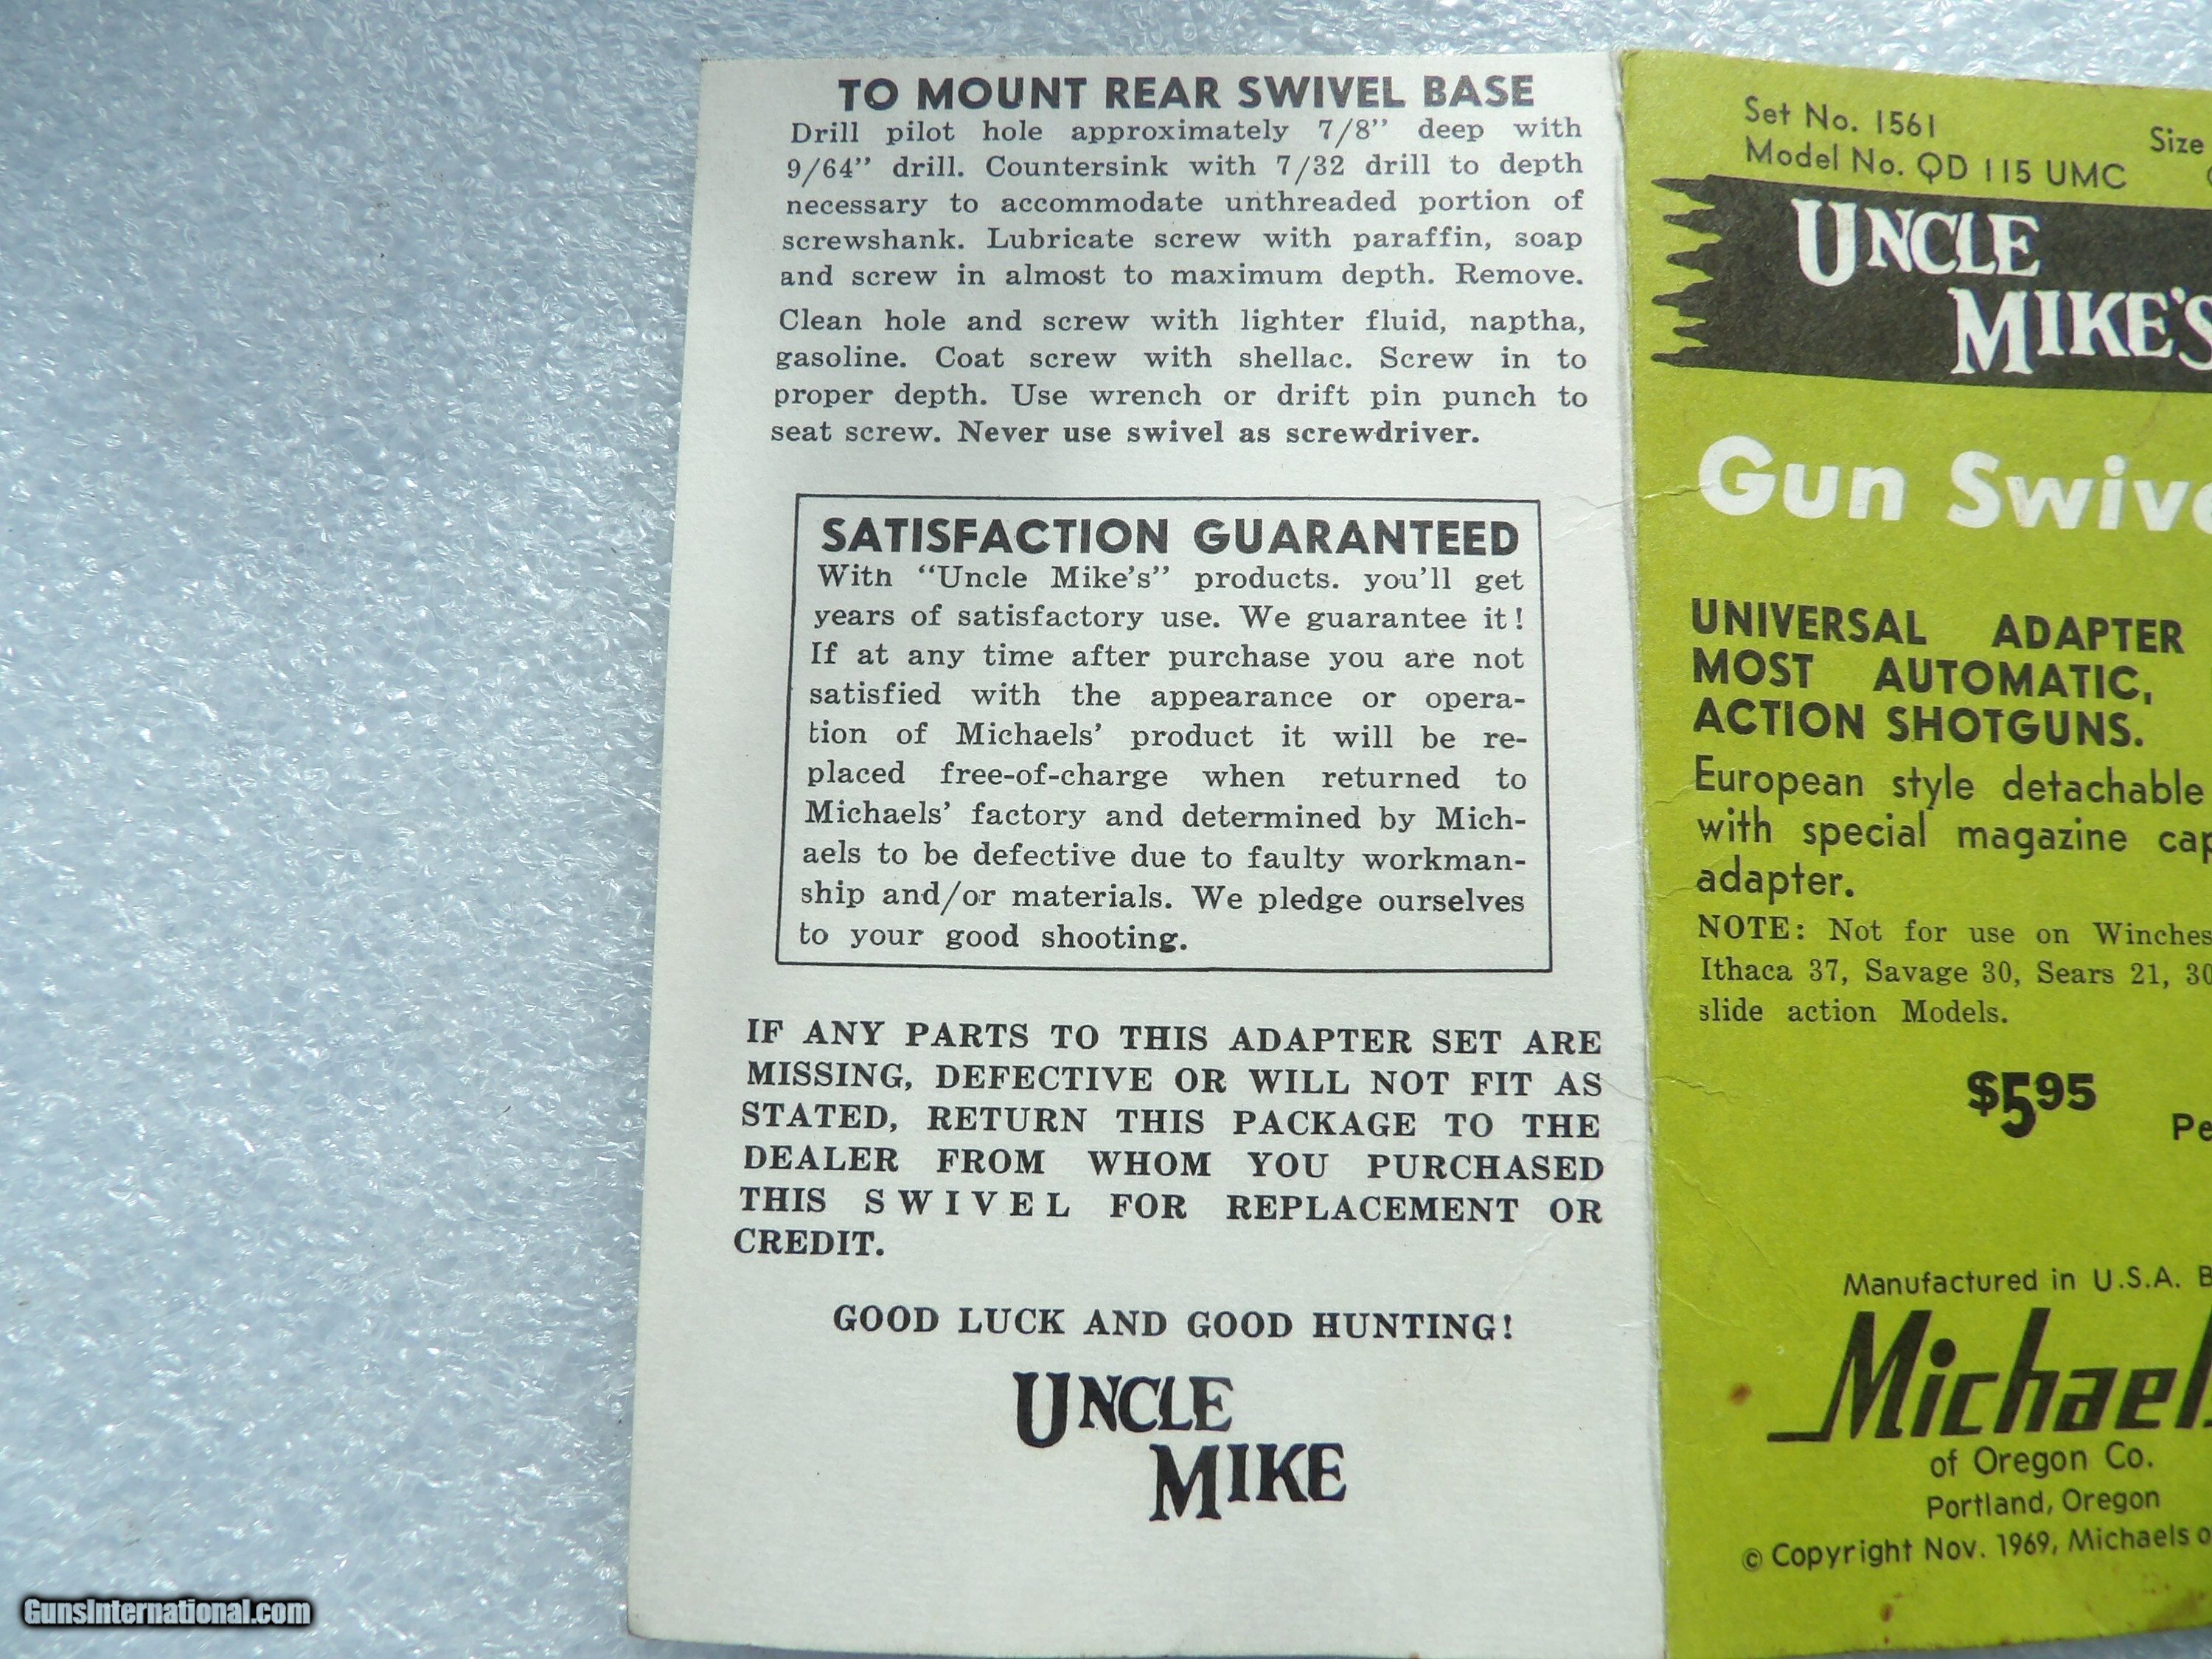 TO MOUNT REAR SWIVEL BASE
Drill pilot hole approximately 7/8” deep with
9/64” drill. Countersink with 7/32 drill to depth
necessary to accommodate unthreaded portion of
screwshank. Lubricate screw with paraffin, soap
and screw in almost to maximum depth. Remove.
Clean hole and screw with lighter fluid, naptha,
gasoline. Coat screw with shellac. Screw in to
proper depth. Use wrench or drift pin punch to
seat screw. Never use swivel as screwdriver.
SATISFACTION GUARANTEED
With “Uncle Mike’s” products. you’ll get
years of satisfactory use. We guarantee it!
If at any time after purchase you are not
satisfied with the appearance or opera-
tion of Michaels’ product it will be re-
placed free-of-charge when returned to
Michaels’ factory and determined by Mich-
aels to be defective due to faulty workman-
ship and/or materials. We pledge ourselves
to your good shooting.
IF ANY PARTS TO THIS ADAPTER SET ARE
MISSING, DEFECTIVE OR WILL NOT FIT AS
STATED, RETURN THIS PACKAGE TO THE
DEALER FROM WHOM YOU PURCHASED
THIS SWIVEL FOR REPLACEMENT OR
CREDIT.
GOOD LUCK AND GOOD HUNTING!
UNCLE
MIKE
Set No. 1561
Model No. QD 115 UMC
Size
UNCLE
MIKE’S
Gun Swive
UNIVERSAL ADAPTER
MOST AUTOMATIC,
ACTION SHOTGUNS.
European style detachable
with special magazine cap
adapter.
NOTE: Not for use on Winches
Ithaca 37, Savage 30, Sears 21, 30
slide action Models.
$5.95
Pe
Manufactured in U.S.A. B
Michaels
of Oregon Co.
Portland, Oregon
© Copyright Nov. 1969, Michaels o
GunsInternational.com